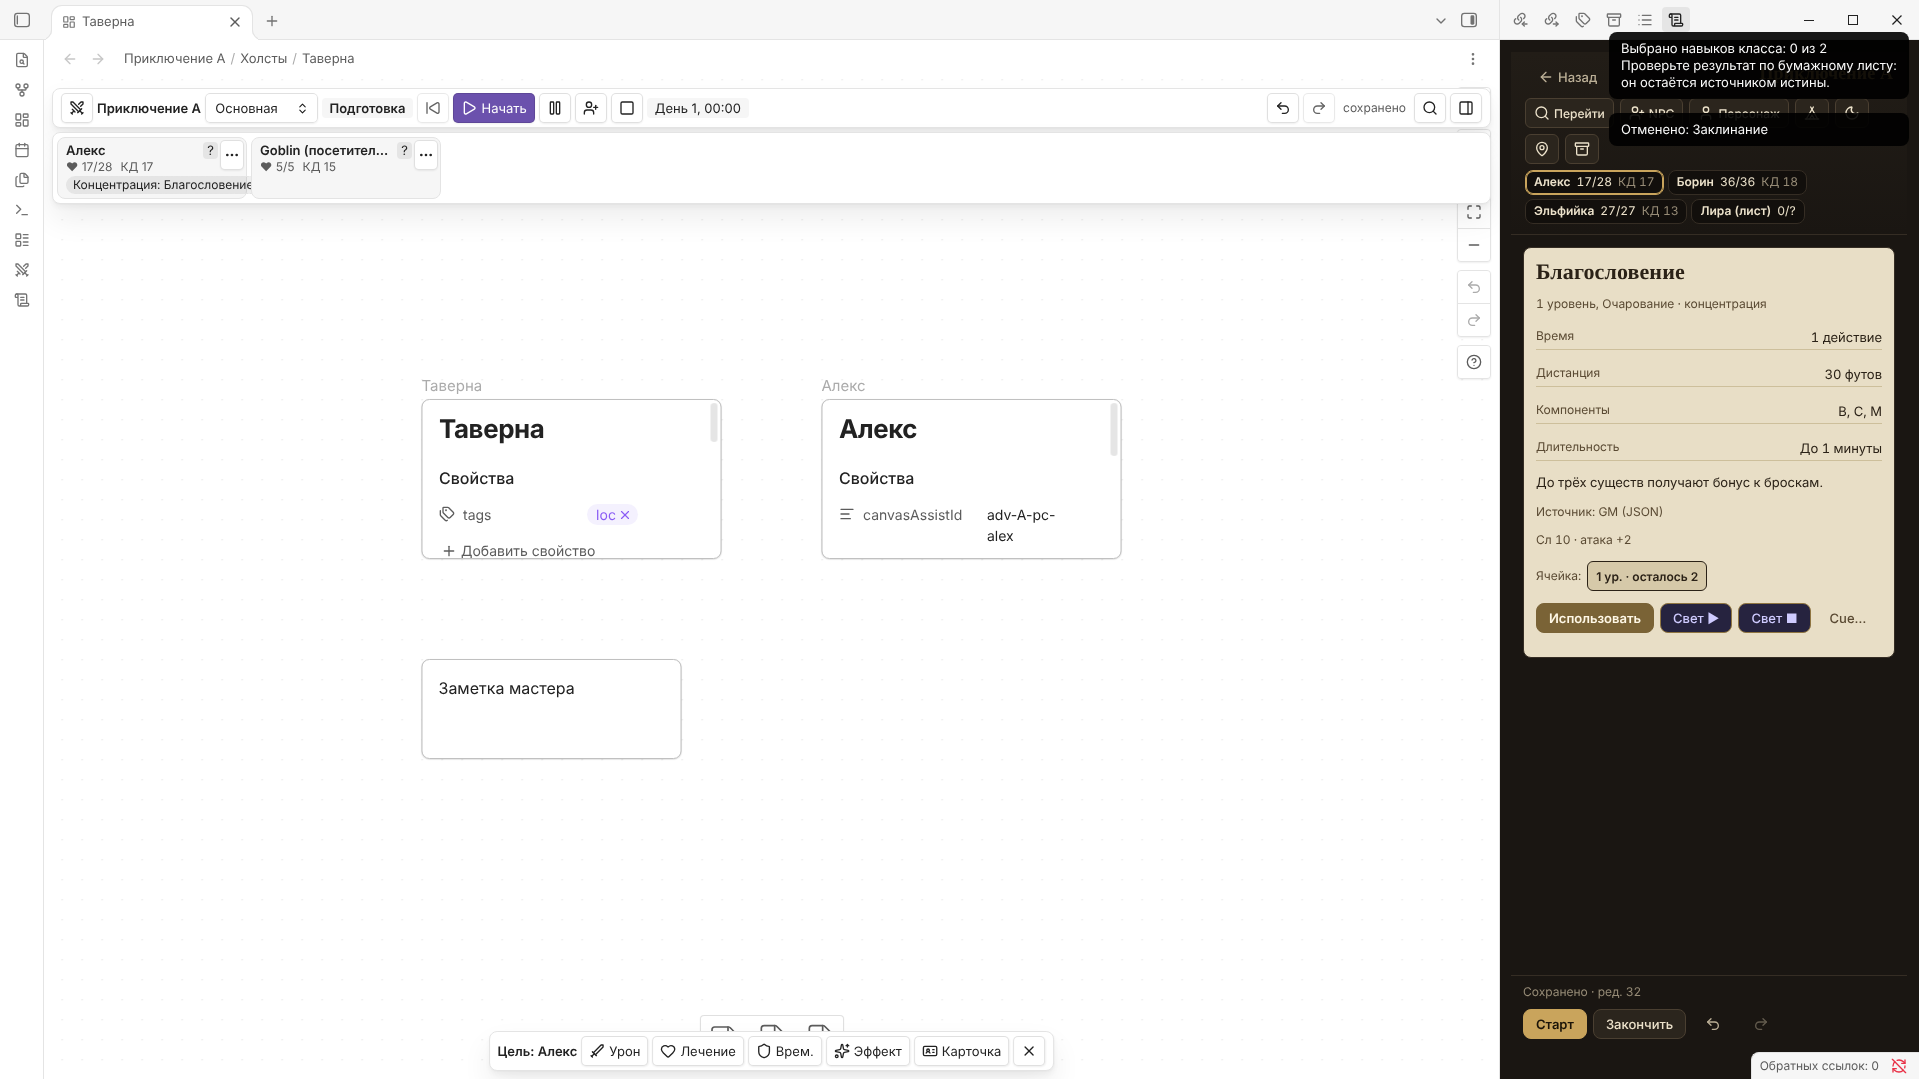 Таверна
Приключение А / Холсты / Таверна
Приключение А
Основная
Подготовка
Начать
День 1, 00:00
сохранено
Алекс
?
17/28 КД 17
Концентрация: Благословение
Goblin (посетител...
?
5/5 КД 15
Таверна
Таверна
Свойства
tags
loc
Добавить свойство
Алекс
Алекс
Свойства
canvasAssistId
adv-A-pc-
alex
Заметка мастера
Цель: Алекс
Урон
Лечение
Врем.
Эффект
Карточка
Выбрано навыков класса: 0 из 2
Проверьте результат по бумажному листу:
он остаётся источником истины.
Назад
Перейти
NPC
Персонаж
Отменено: Заклинание
Алекс 17/28 КД 17
Борин 36/36 КД 18
Эльфийка 27/27 КД 13
Лира (лист) 0/?
Благословение
1 уровень, Очарование · концентрация
Время
1 действие
Дистанция
30 футов
Компоненты
В, С, М
Длительность
До 1 минуты
До трёх существ получают бонус к броскам.
Источник: GM (JSON)
Сл 10 · атака +2
Ячейка:
1 ур. · осталось 2
Использовать
Свет
Свет
Cue...
Сохранено · ред. 32
Старт
Закончить
Обратных ссылок: 0